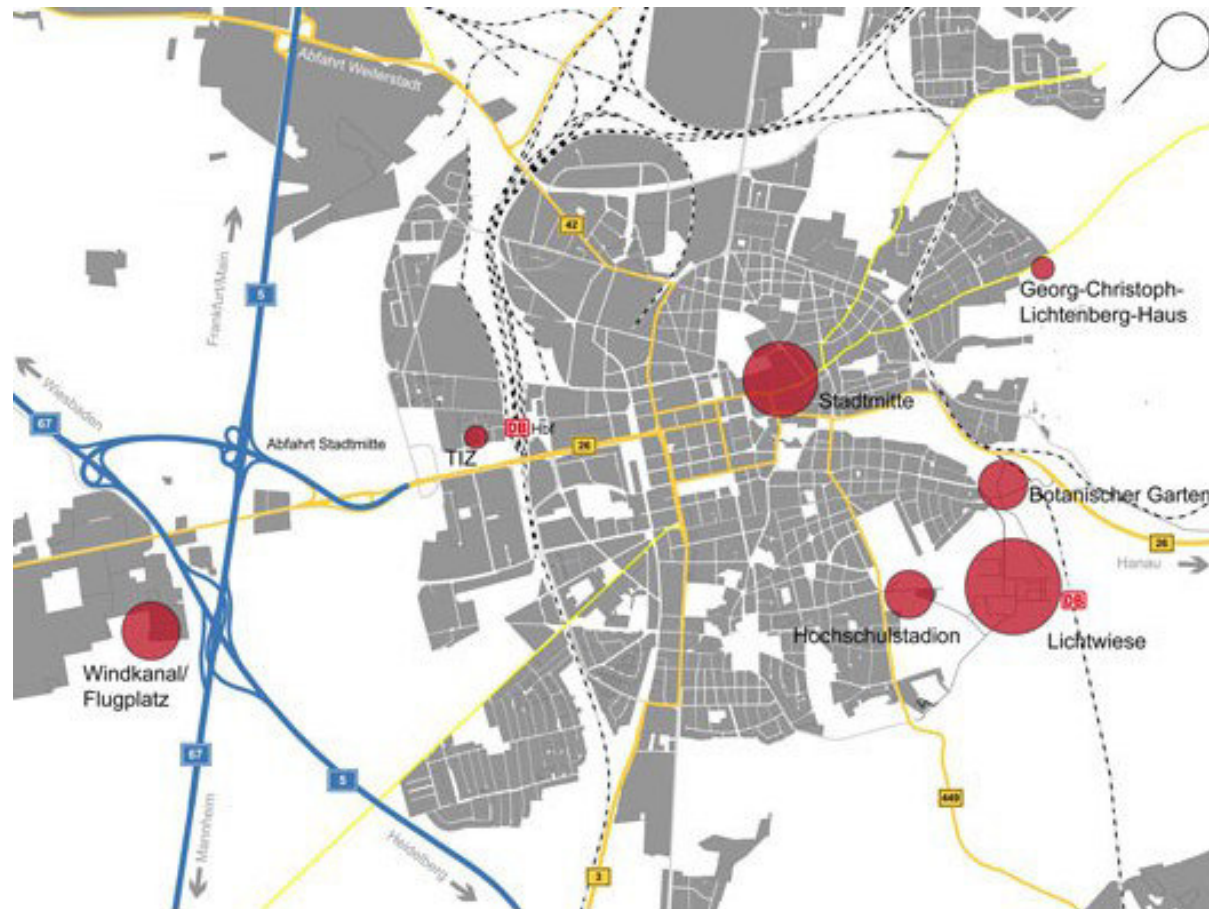 Abfahrt Weiterstadt
42
Frankfurt/Main
5
Georg-Christoph-
Lichtenberg-Haus
Wiesbaden
67
Abfahrt Stadtmitte
Stadtmitte
DB Hbf
TIZ
26
Botanischer Garten
26
Hanau
DB
Hochschulstadion
Lichtwiese
Windkanal/
Flugplatz
67
5
449
Mannheim
Heidelberg
3